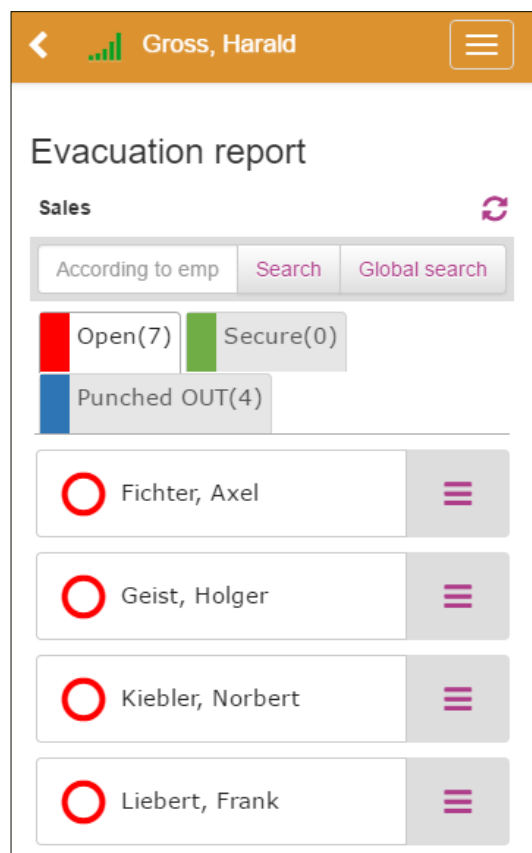 Gross, Harald
Evacuation report
Sales
According to emp Search Global search
Open(7) Secure(0)
Punched OUT(4)
Fichter, Axel
Geist, Holger
Kiebler, Norbert
Liebert, Frank